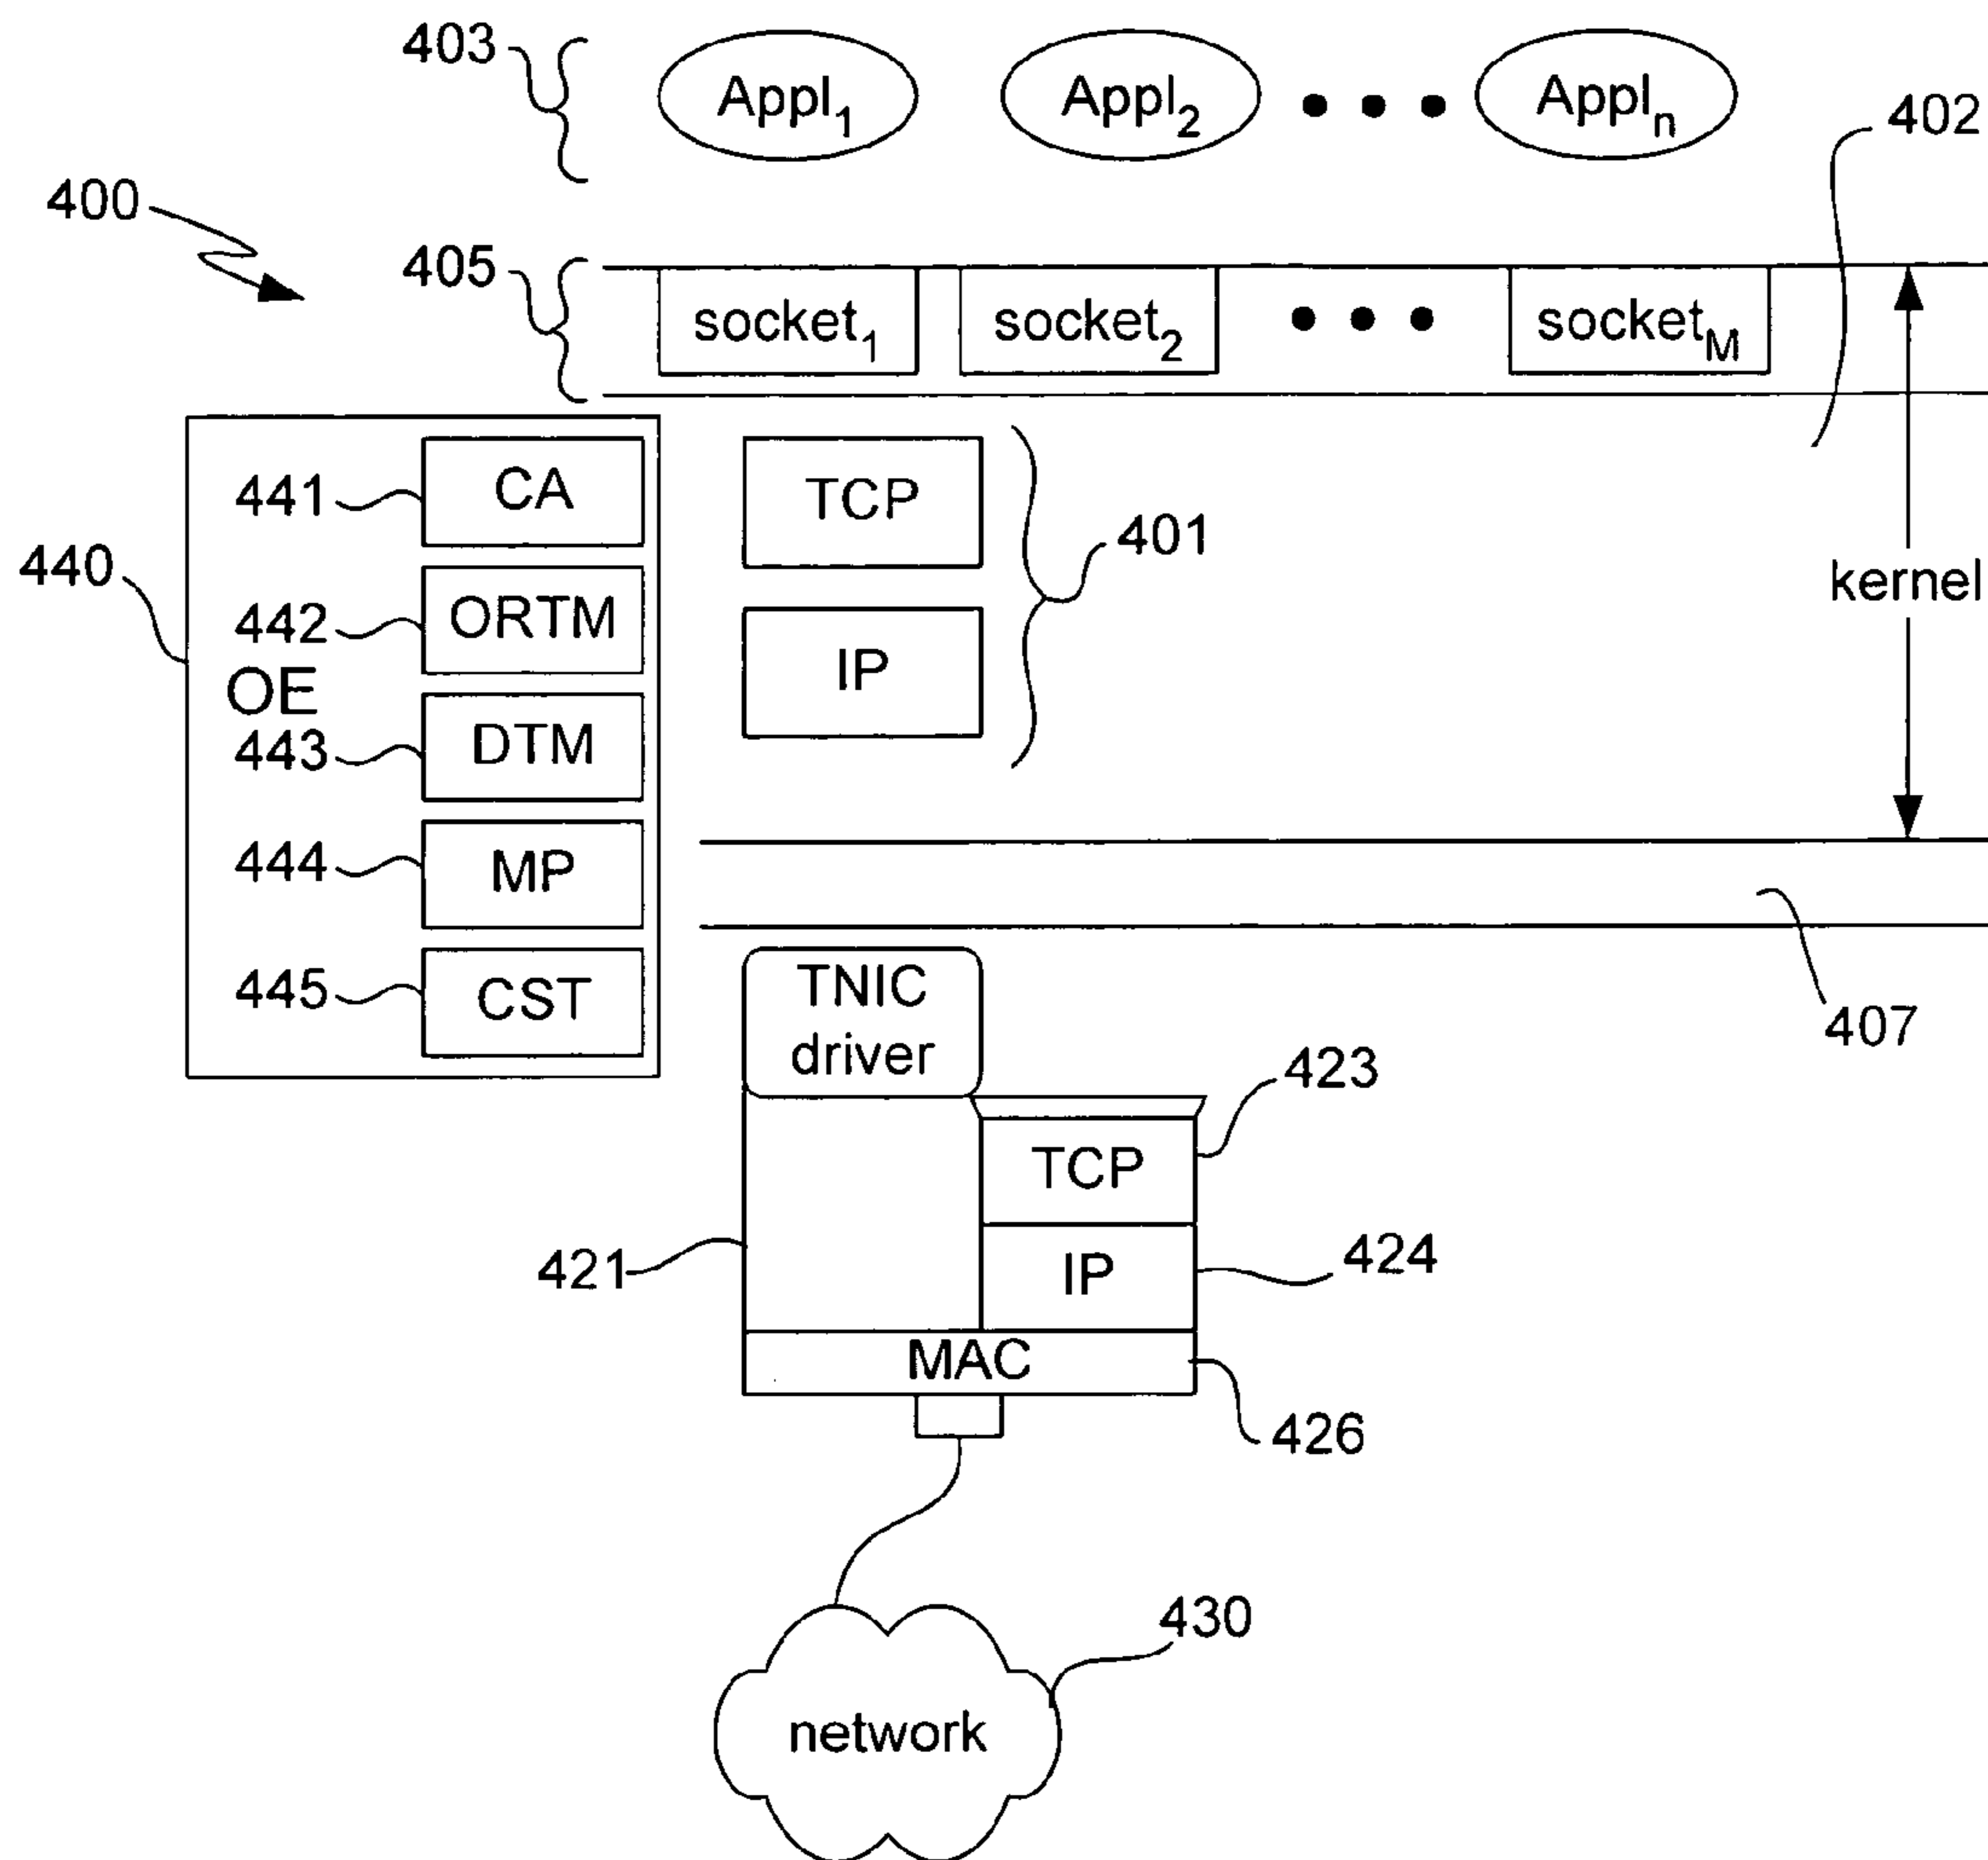 403
Appl1
Appl2
Appln
402
400
405
socket1
socket2
socketM
441
CA
TCP
401
440
442
ORTM
kernel
OE
IP
443
DTM
444
MP
445
CST
TNIC
driver
407
423
TCP
421
IP
424
MAC
426
430
network